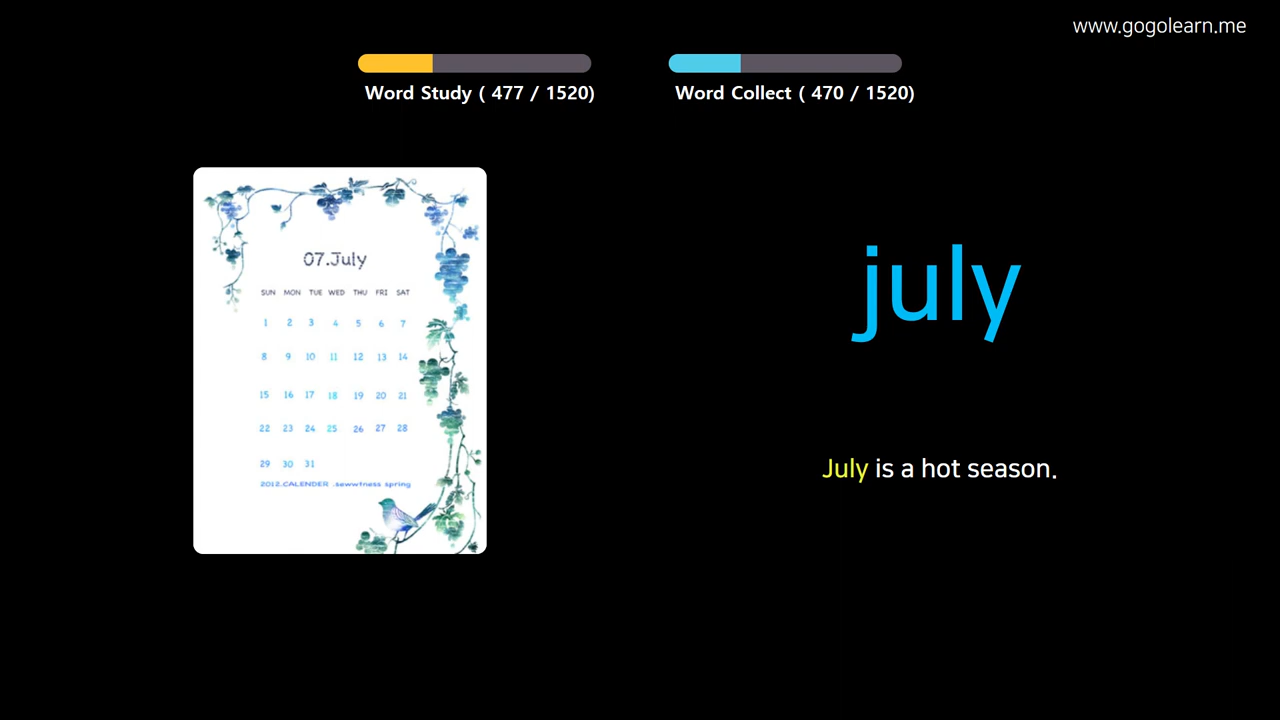 www.gogolearn.me
Word Study ( 477 / 1520)
Word Collect ( 470 / 1520)
07.July
SUN MON TUE WED THU FRI SAT
1 2 3 4 5 6 7
8 9 10 11 12 13 14
15 16 17 18 19 20 21
22 23 24 25 26 27 28
29 30 31
2012.CALENDER .sewwtness spring
july
July is a hot season.